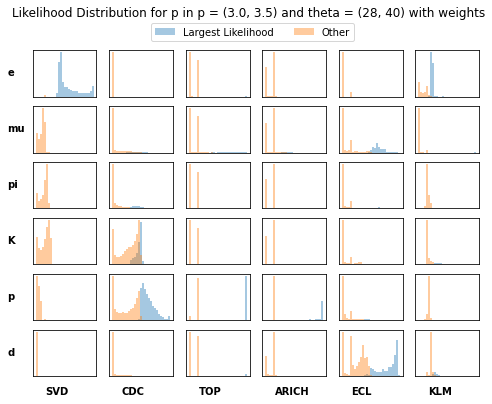 Likelihood Distribution for p in p = (3.0, 3.5) and theta = (28, 40) with weights
Largest Likelihood Other
e
mu
pi
K
p
d
SVD CDC TOP ARICH ECL KLM